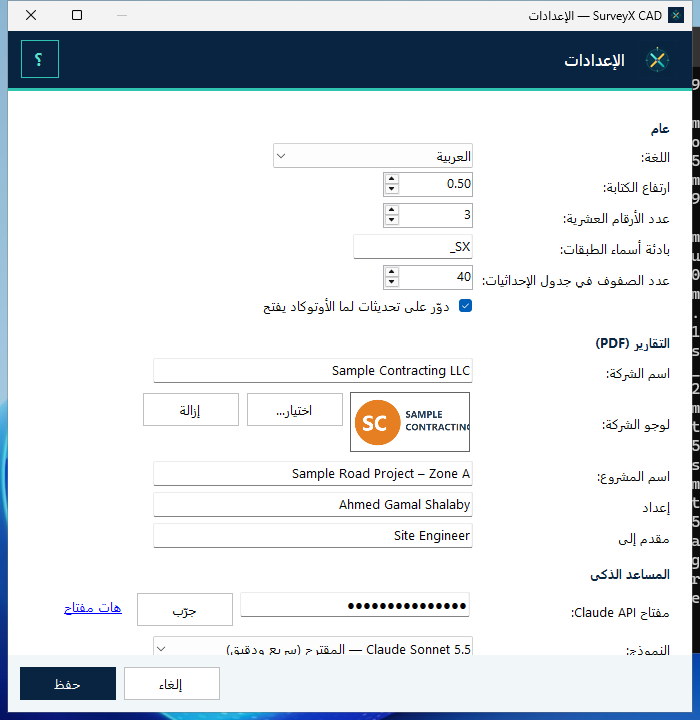 SurveyX CAD — الإعدادات
الإعدادات
؟
عام
اللغة:
العربية
ارتفاع الكتابة:
0.50
عدد الأرقام العشرية:
3
بادئة أسماء الطبقات:
SX_
عدد الصفوف في جدول الإحداثيات:
40
دوّر على تحديثات لما الأوتوكاد يفتح
التقارير (PDF)
اسم الشركة:
Sample Contracting LLC
لوجو الشركة:
SC SAMPLE
CONTRACTING
اختيار...
إزالة
اسم المشروع:
Sample Road Project – Zone A
إعداد
Ahmed Gamal Shalaby
مقدم إلى
Site Engineer
المساعد الذكي
مفتاح Claude API:
●●●●●●●●●●●●●●●
جرّب
هات مفتاح
النموذج:
Claude Sonnet 5.5 — المقترح (سريع ودقيق)
إلغاء
حفظ